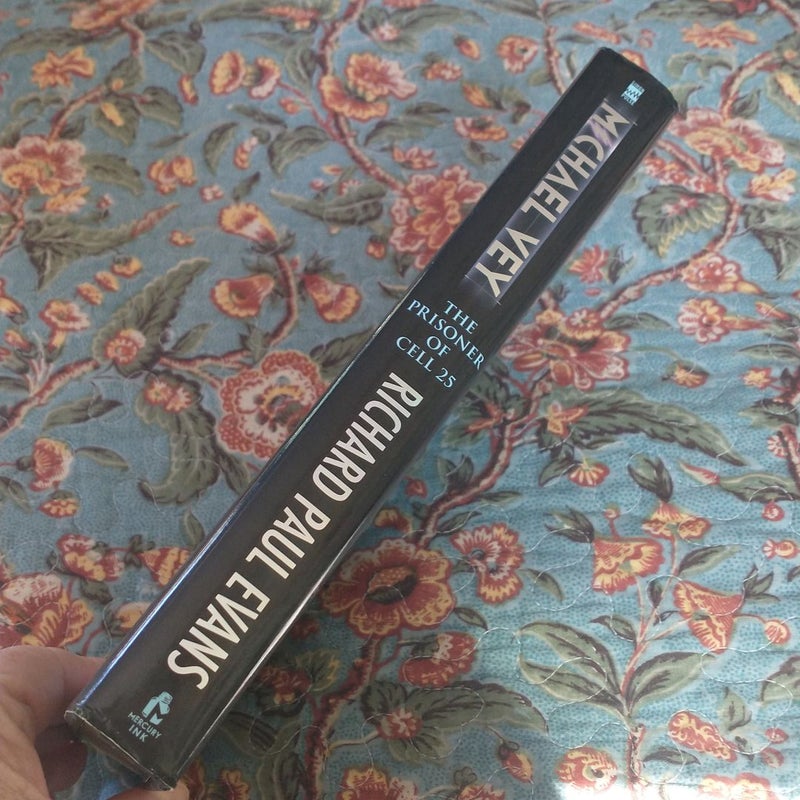 MICHAEL VEY
THE
PRISONER
OF
CELL 25
RICHARD PAUL EVANS
MERCURY
INK